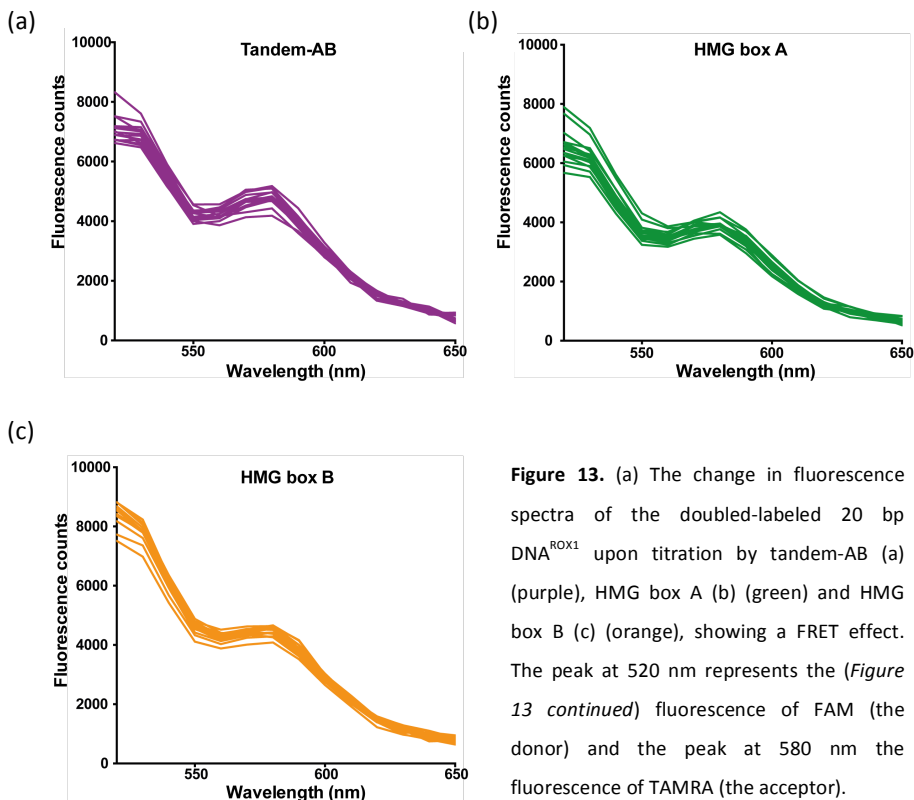 (a)
Tandem-AB
10000
8000
6000
4000
2000
0
Fluorescence counts
550
600
650
Wavelength (nm)
(b)
HMG box A
10000
8000
6000
4000
2000
0
Fluorescence counts
550
600
650
Wavelength (nm)
(c)
HMG box B
10000
8000
6000
4000
2000
0
Fluorescence counts
550
600
650
Wavelength (nm)
Figure 13. (a) The change in fluorescence
spectra of the doubled-labeled 20 bp
DNA^ROX1 upon titration by tandem-AB (a)
(purple), HMG box A (b) (green) and HMG
box B (c) (orange), showing a FRET effect.
The peak at 520 nm represents the (Figure
13 continued) fluorescence of FAM (the
donor) and the peak at 580 nm the
fluorescence of TAMRA (the acceptor).